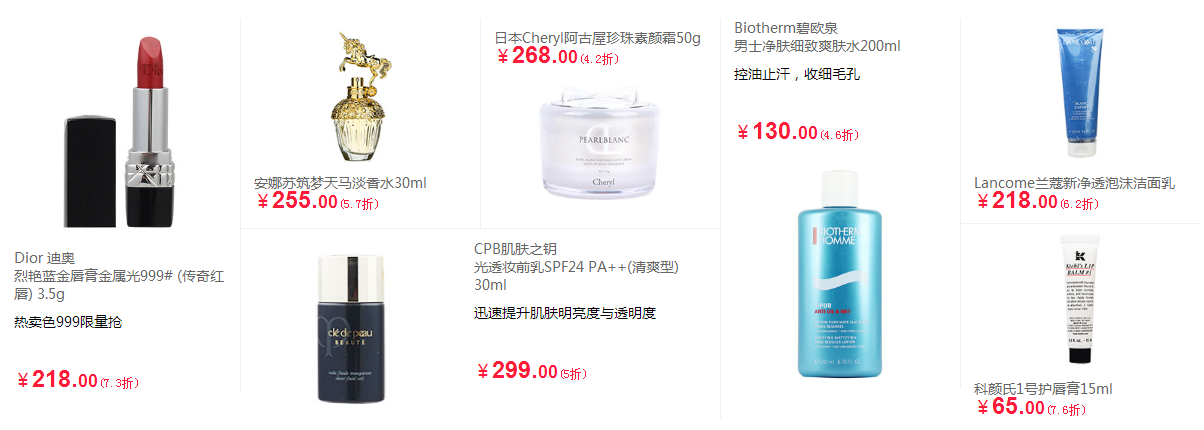 Dior
Dior 迪奥
烈艳蓝金唇膏金属光999# (传奇红
唇) 3.5g
热卖色999限量抢
￥218.00(7.3折)
安娜苏筑梦天马淡香水30ml
￥255.00(5.7折)
日本Cheryl阿古屋珍珠素颜霜50g
￥268.00(4.2折)
PEARLBLANC
Cheryl
clé de peau
BEAUTÉ
CPB肌肤之钥
光透妆前乳SPF24 PA++(清爽型)
30ml
迅速提升肌肤明亮度与透明度
￥299.00(5折)
Biotherm碧欧泉
男士净肤细致爽肤水200ml
控油止汗，收细毛孔
￥130.00(4.6折)
BIOTHERM
HOMME
LANCOME
BLANC
EXPERT
Lancome兰蔻新净透泡沫洁面乳
￥218.00(6.2折)
Kiehl's LIP
BALM #1
科颜氏1号护唇膏15ml
￥65.00(7.6折)